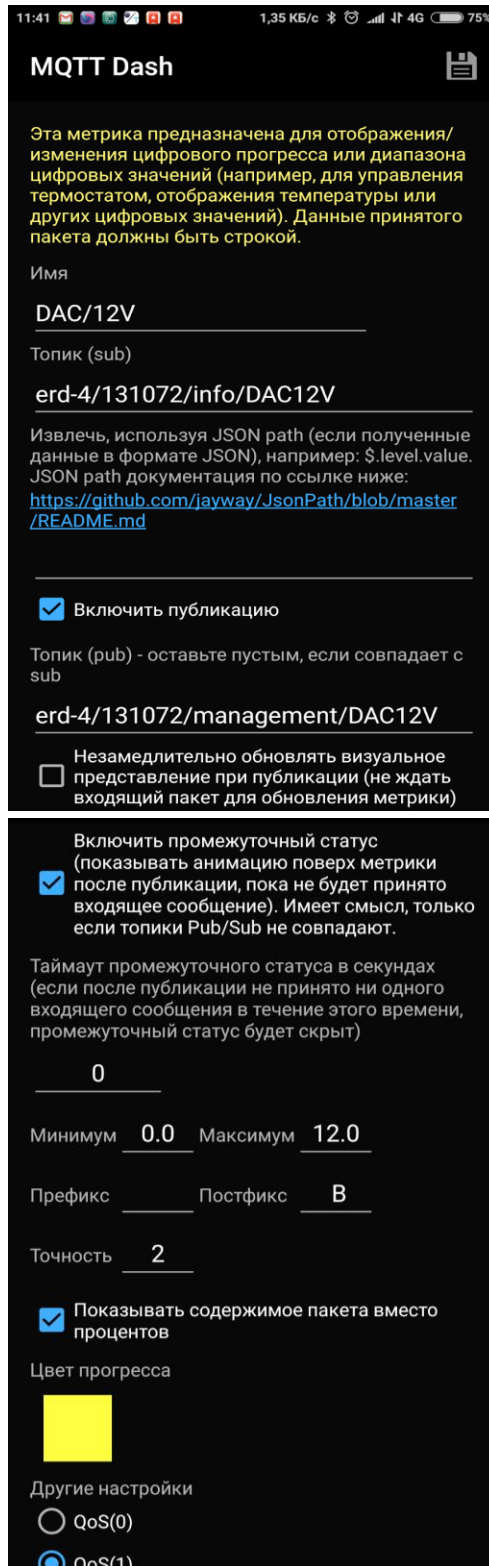 11:41 1,35 КБ/с 4G 75%
MQTT Dash
Эта метрика предназначена для отображения/
изменения цифрового прогресса или диапазона
цифровых значений (например, для управления
термостатом, отображения температуры или
других цифровых значений). Данные принятого
пакета должны быть строкой.
Имя
DAC/12V
Топик (sub)
erd-4/131072/info/DAC12V
Извлечь, используя JSON path (если полученные
данные в формате JSON), например: $.level.value.
JSON path документация по ссылке ниже:
https://github.com/jayway/JsonPath/blob/master
/README.md
Включить публикацию
Топик (pub) - оставьте пустым, если совпадает с
sub
erd-4/131072/management/DAC12V
Незамедлительно обновлять визуальное
представление при публикации (не ждать
входящий пакет для обновления метрики)
Включить промежуточный статус
(показывать анимацию поверх метрики
после публикации, пока не будет принято
входящее сообщение). Имеет смысл, только
если топики Pub/Sub не совпадают.
Таймаут промежуточного статуса в секундах
(если после публикации не принято ни одного
входящего сообщения в течение этого времени,
промежуточный статус будет скрыт)
0
Минимум 0.0 Максимум 12.0
Префикс Постфикс В
Точность 2
Показывать содержимое пакета вместо
процентов
Цвет прогресса
Другие настройки
QoS(0)
QoS(1)